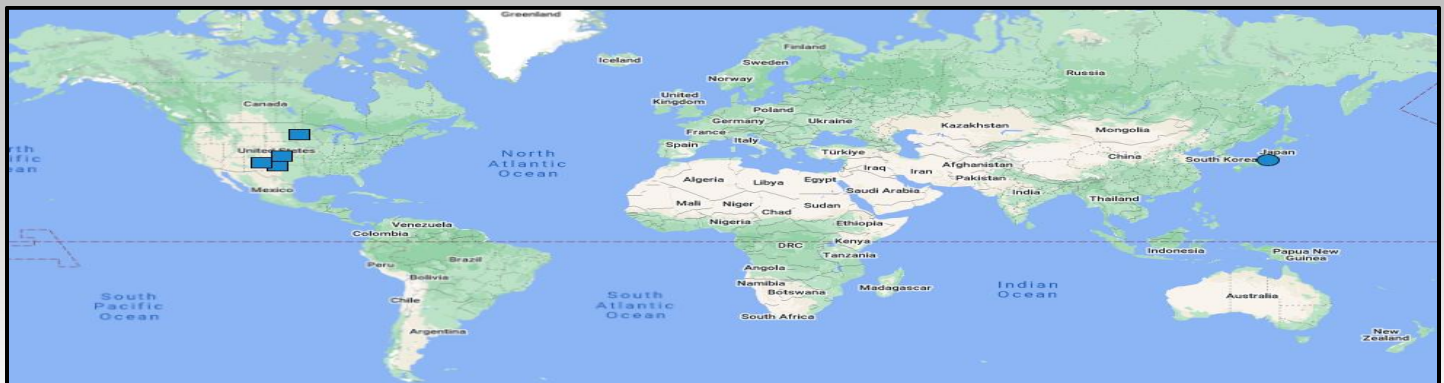 Greenland
Iceland
Finland
Sweden
Norway
Russia
Canada
United
Kingdom
Poland
Germany
Ukraine
France
Kazakhstan
Mongolia
Italy
Spain
Türkiye
United States
North
Atlantic
Ocean
China
South Korea
Japan
Afghanistan
Iraq
Iran
Pakistan
Algeria
Libya
Egypt
Saudi Arabia
India
Mexico
Mali
Niger
Chad
Sudan
Thailand
Nigeria
Ethiopia
Venezuela
Colombia
DRC
Kenya
Tanzania
Indonesia
Papua New
Guinea
Peru
Brazil
Bolivia
Angola
Namibia
Botswana
Madagascar
Indian
Ocean
South
Pacific
Ocean
Chile
South
Atlantic
Ocean
Australia
South Africa
Argentina
New
Zealand